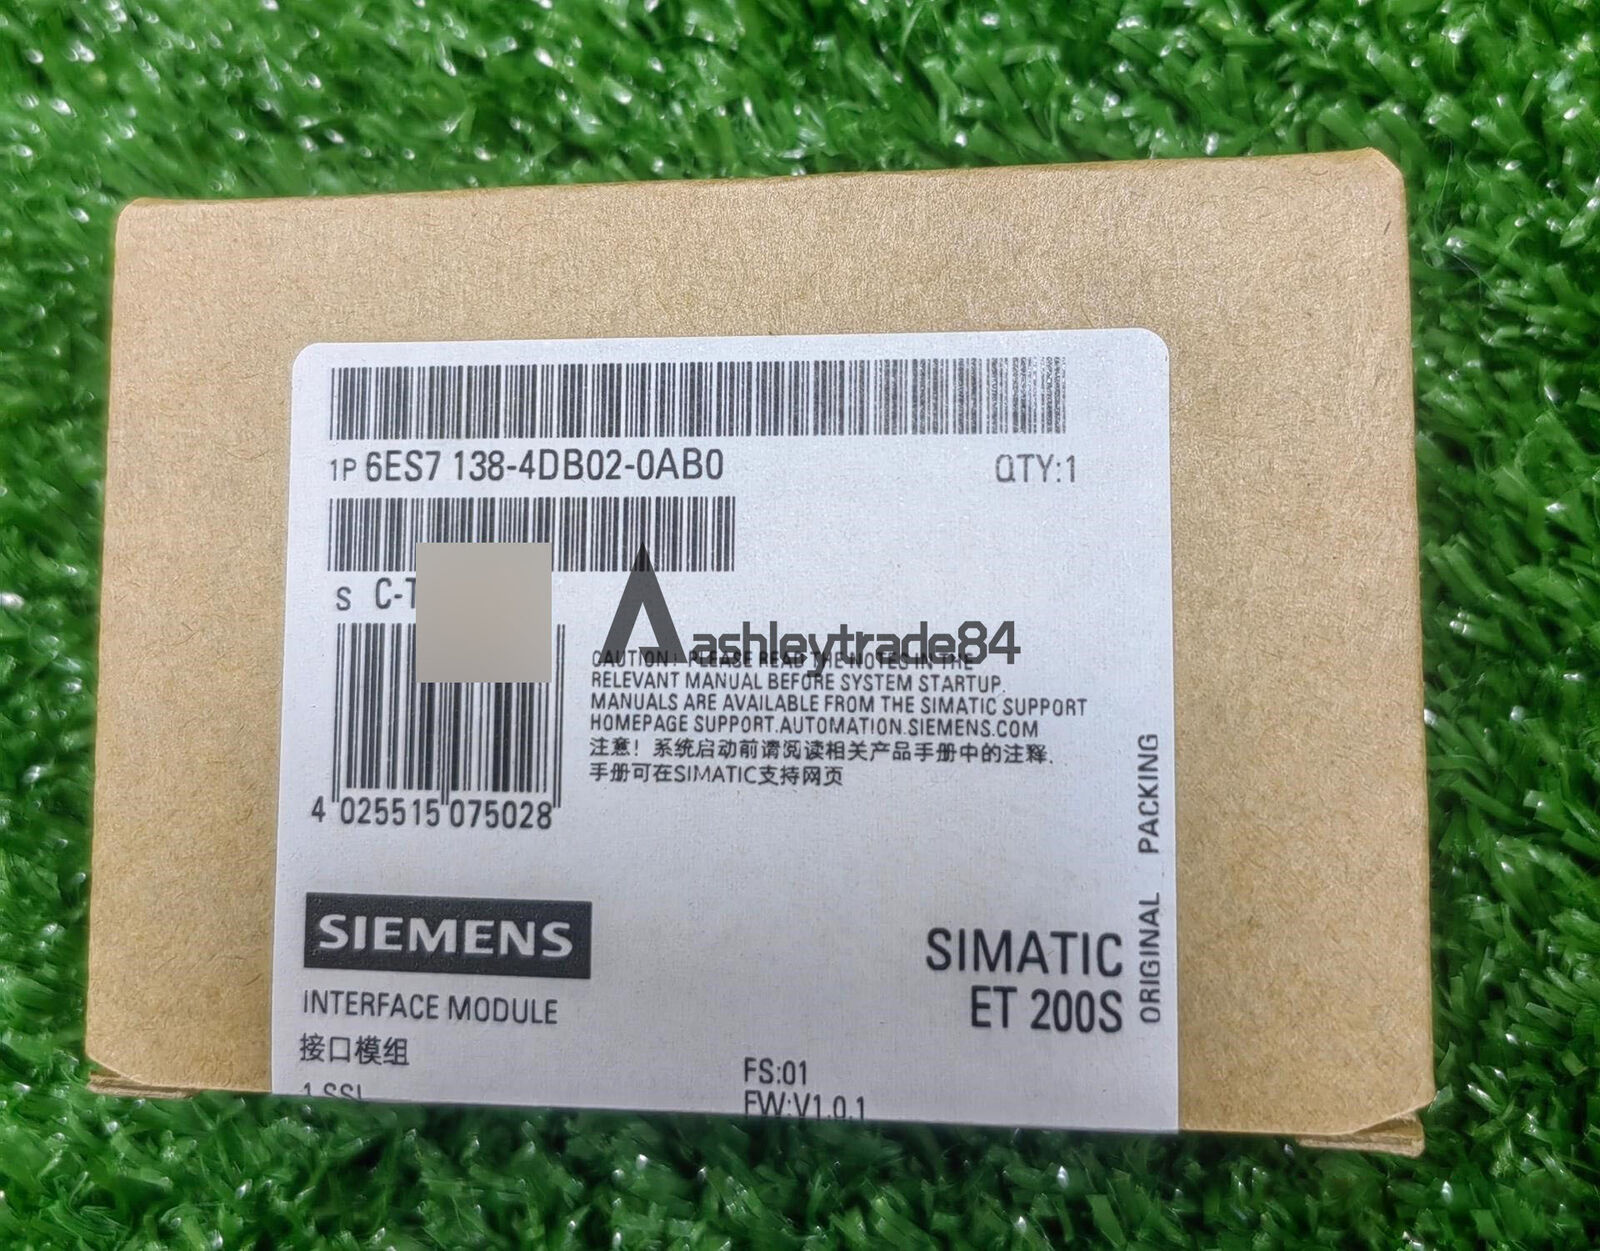 1P 6ES7 138-4DB02-0AB0
QTY:1
S C-T
Aashleytrade84
CAUTION! PLEASE READ THE NOTES IN THE
RELEVANT MANUAL BEFORE SYSTEM STARTUP.
MANUALS ARE AVAILABLE FROM THE SIMATIC SUPPORT
HOMEPAGE SUPPORT.AUTOMATION.SIEMENS.COM
注意！系统启动前请阅读相关产品手册中的注释.
手册可在SIMATIC支持网页
4 025515 075028
ORIGINAL PACKING
SIEMENS
SIMATIC
ET 200S
INTERFACE MODULE
接口模组
1 SSI
FS:01
FW:V1.0.1